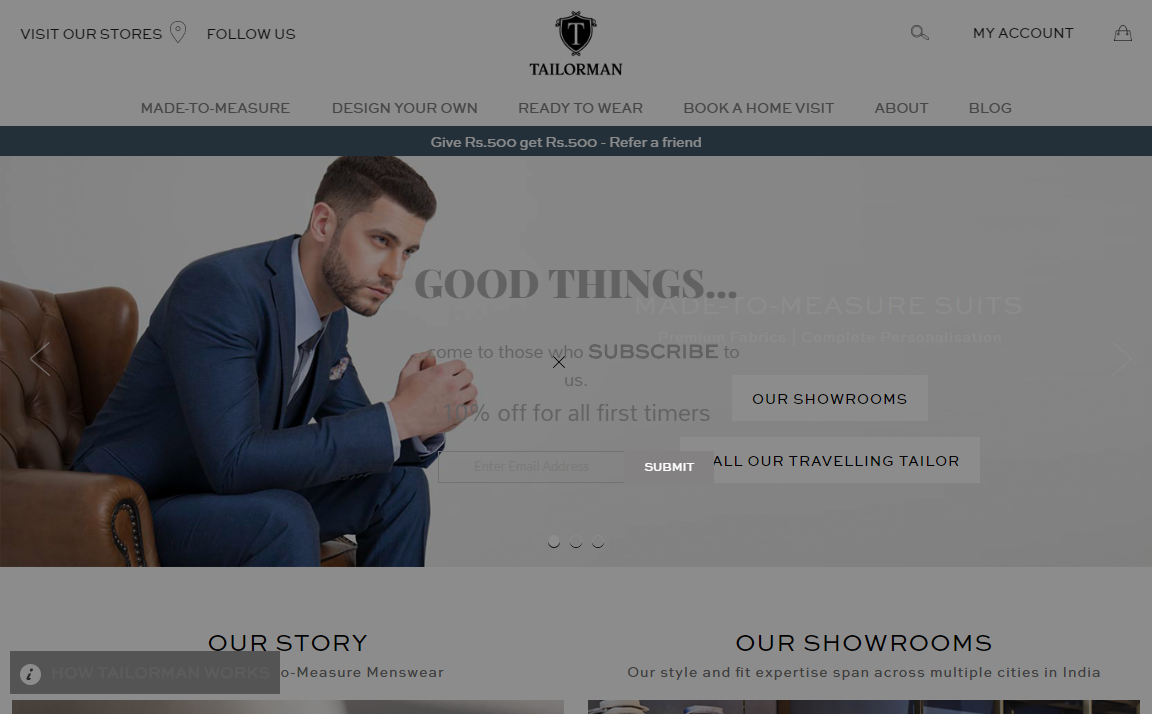 VISIT OUR STORES
FOLLOW US
T
TAILORMAN
MY ACCOUNT
MADE-TO-MEASURE
DESIGN YOUR OWN
READY TO WEAR
BOOK A HOME VISIT
ABOUT
BLOG
Give Rs.500 get Rs.500 - Refer a friend
GOOD THINGS...
MADE-TO-MEASURE SUITS
Premium Fabrics | Complete Personalisation
come to those who SUBSCRIBE to
us.
10% off for all first timers
OUR SHOWROOMS
Enter Email Address
SUBMIT
ALL OUR TRAVELLING TAILOR
OUR STORY
OUR SHOWROOMS
i HOW TAILORMAN WORKS
o-Measure Menswear
Our style and fit expertise span across multiple cities in India